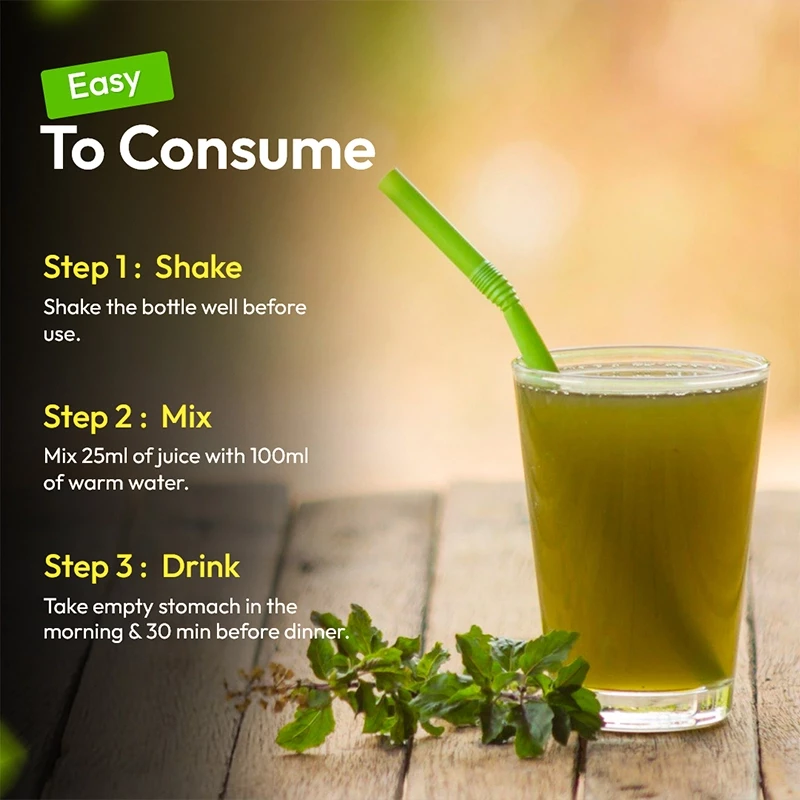 Easy
To Consume
Step 1 : Shake
Shake the bottle well before
use.
Step 2 : Mix
Mix 25ml of juice with 100ml
of warm water.
Step 3 : Drink
Take empty stomach in the
morning & 30 min before dinner.